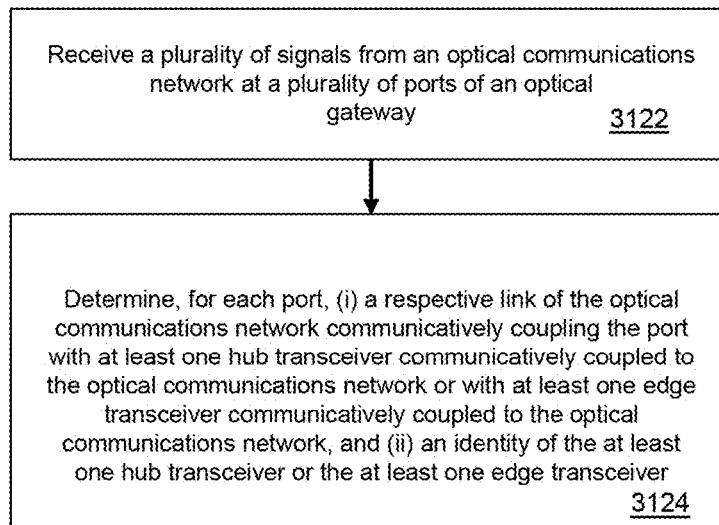 Receive a plurality of signals from an optical communications
network at a plurality of ports of an optical
gateway
3122
Determine, for each port, (i) a respective link of the optical
communications network communicatively coupling the port
with at least one hub transceiver communicatively coupled to
the optical communications network or with at least one edge
transceiver communicatively coupled to the optical
communications network, and (ii) an identity of the at least
one hub transceiver or the at least one edge transceiver
3124